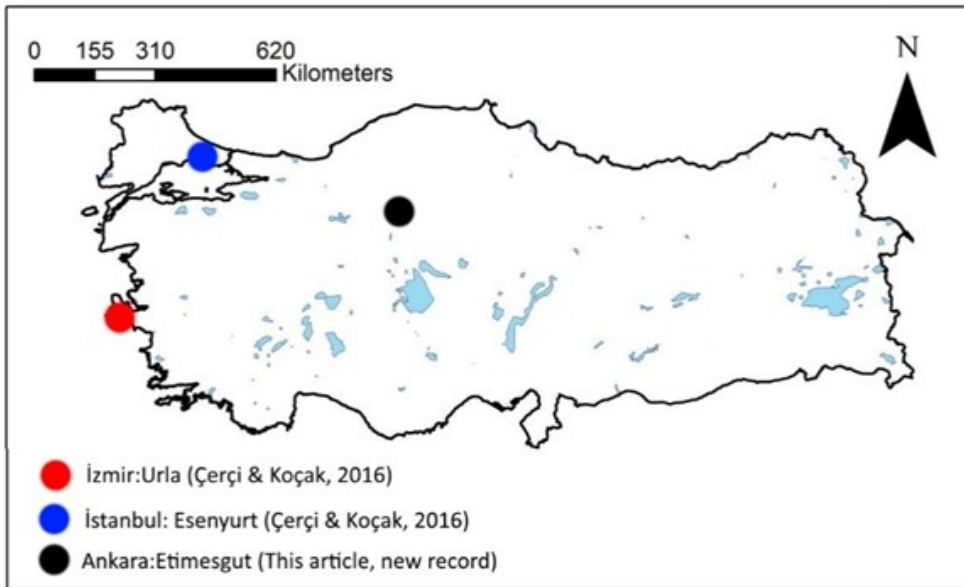 0 155 310 620
Kilometers
N
İzmir:Urla (Çerçi & Koçak, 2016)
İstanbul: Esenyurt (Çerçi & Koçak, 2016)
Ankara:Etimesgut (This article, new record)